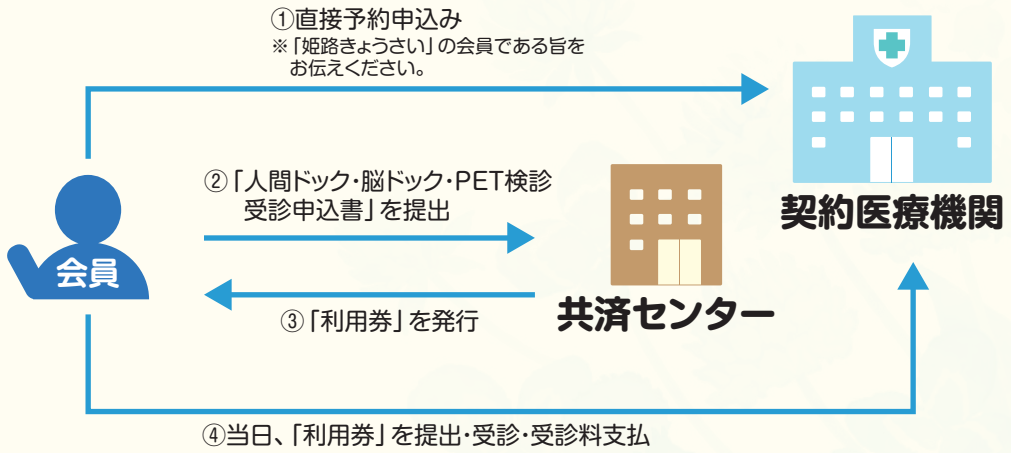 ①直接予約申込み
※「姫路きょうさい」の会員である旨を
お伝えください。
②「人間ドック・脳ドック・PET検診
受診申込書」を提出
契約医療機関
会員
③「利用券」を発行
共済センター
④当日、「利用券」を提出・受診・受診料支払